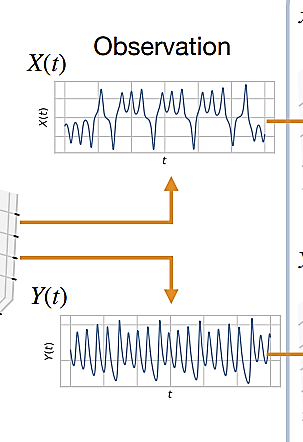 Observation
X(t)
X(t)
t
Y(t)
Y(t)
t